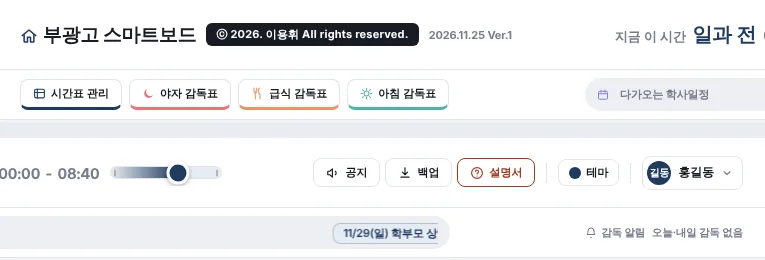 부광고 스마트보드 ⓒ 2026. 이용휘 All rights reserved. 2026.11.25 Ver.1 지금 이 시간 일과 전
시간표 관리 야자 감독표 급식 감독표 아침 감독표 다가오는 학사일정
00:00 - 08:40 공지 백업 설명서 테마 길동 홍길동
11/29(일) 학부모 상 감독 알림 오늘·내일 감독 없음